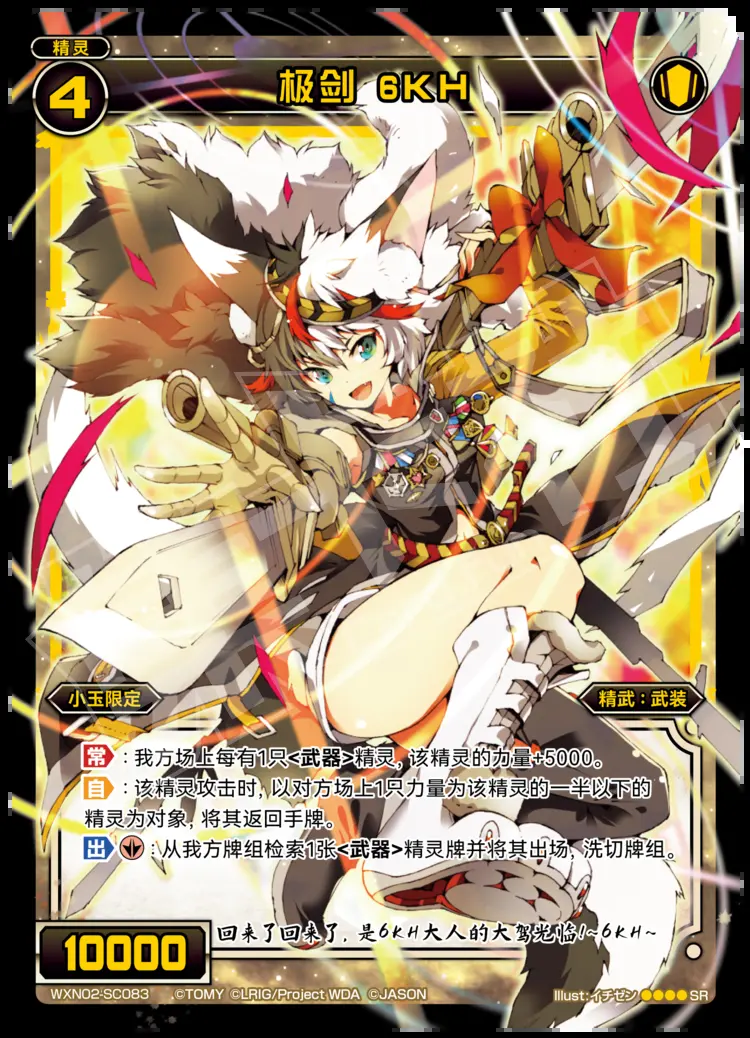 精灵
4
极剑 6KH
小玉限定
精武:武装
常:我方场上每有1只<武器>精灵,该精灵的力量+5000。
自:该精灵攻击时,以对方场上1只力量为该精灵的一半以下的
精灵为对象,将其返回手牌。
出 :从我方牌组检索1张<武器>精灵牌并将其出场,洗切牌组。
回来了回来了,是6KH大人的大驾光临!~6KH~
10000
WXN02-SC083 ©TOMY ©LRIG/Project WDA ©JASON
Illust:イチゼン SR